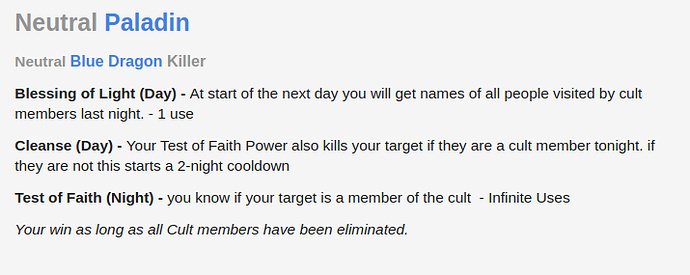 Neutral Paladin
Neutral Blue Dragon Killer
Blessing of Light (Day) - At start of the next day you will get names of all people visited by cult
members last night. - 1 use
Cleanse (Day) - Your Test of Faith Power also kills your target if they are a cult member tonight. if
they are not this starts a 2-night cooldown
Test of Faith (Night) - you know if your target is a member of the cult - Infinite Uses
Your win as long as all Cult members have been eliminated.